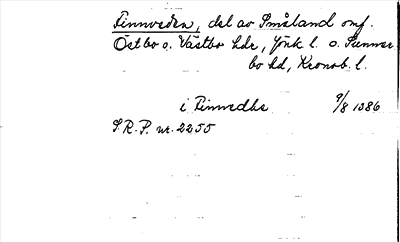 Finnveden, del av Småland omf.
Östbo o. Västbo hdr, Jönk l. o. Sunner
bo hd, Kronob. l.
i Finnedhe 9/8 1386
S.R.P. nr. 2255